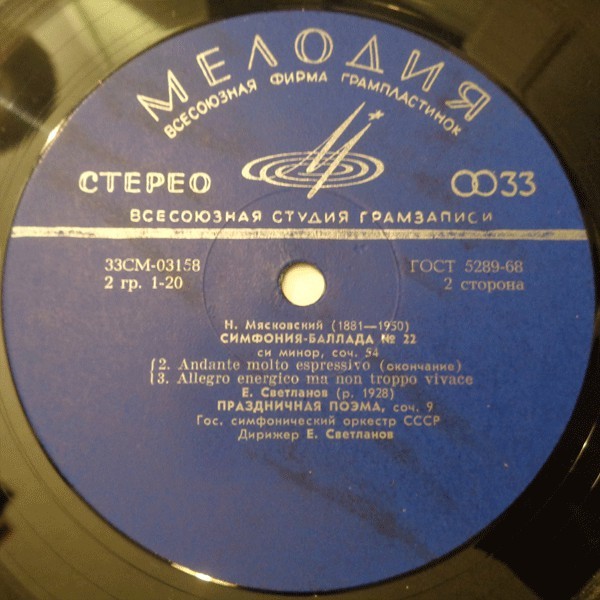 МЕЛОДИЯ
ВСЕСОЮЗНАЯ ФИРМА ГРАМПЛАСТИНОК
СТЕРЕО
33
ВСЕСОЮЗНАЯ СТУДИЯ ГРАМЗАПИСИ
33СМ-03158 ГОСТ 5289-68
2 гр. 1-20 2 сторона
Н. Мясковский (1881—1950)
СИМФОНИЯ-БАЛЛАДА № 22
си минор, соч. 54
2. Andante molto espressivo (окончание)
3. Allegro energico ma non troppo vivace
Е. Светланов (р. 1928)
ПРАЗДНИЧНАЯ ПОЭМА, соч. 9
Гос. симфонический оркестр СССР
Дирижер Е. Светланов